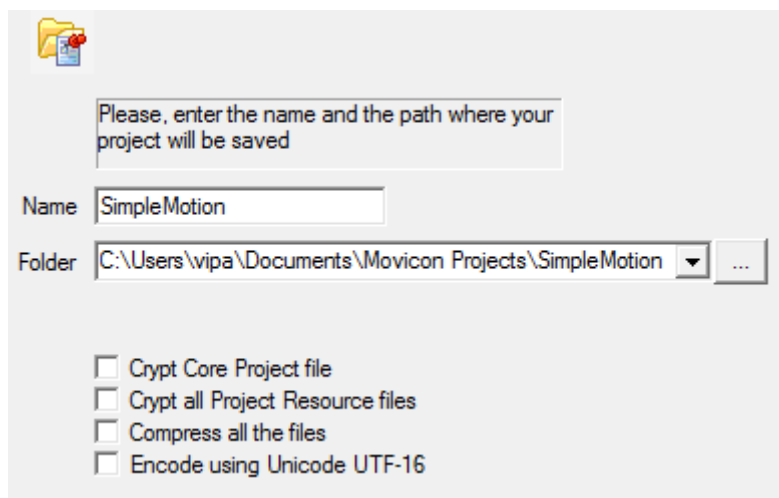 Please, enter the name and the path where your
project will be saved
Name SimpleMotion
Folder C:\Users\vipa\Documents\Movicon Projects\SimpleMotion ...
Crypt Core Project file
Crypt all Project Resource files
Compress all the files
Encode using Unicode UTF-16